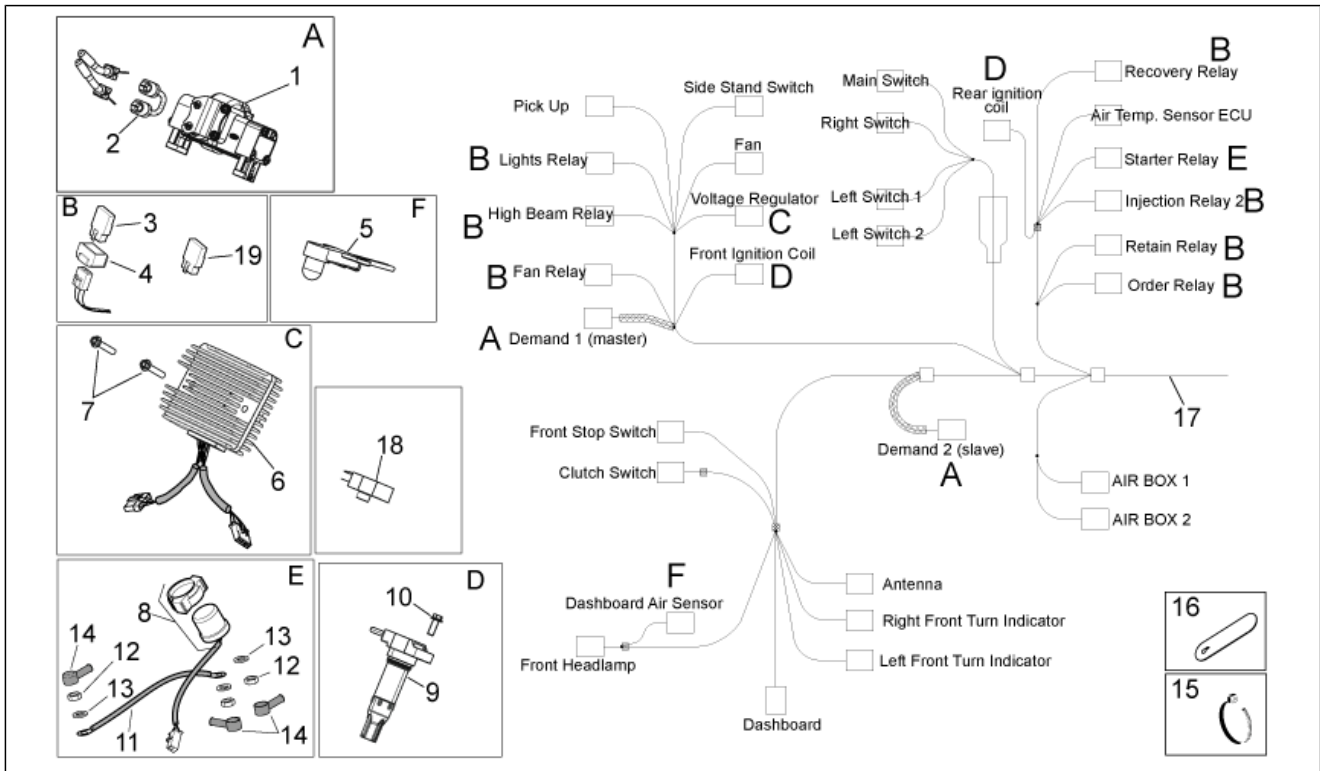 A
1
2
B
3
4
19
F
5
C
7
6
18
E
8
14
12
13
13
12
11
14
D
10
9
Pick Up
Side Stand Switch
B Lights Relay
Fan
B High Beam Relay
Voltage Regulator
C
B Fan Relay
Front Ignition Coil
D
A Demand 1 (master)
Main Switch
Right Switch
Left Switch 1
Left Switch 2
D
Rear ignition
coil
B
Recovery Relay
Air Temp. Sensor ECU
Starter Relay E
Injection Relay 2 B
Retain Relay B
Order Relay B
17
Demand 2 (slave)
A
Front Stop Switch
Clutch Switch
AIR BOX 1
AIR BOX 2
F
Dashboard Air Sensor
Front Headlamp
Antenna
Right Front Turn Indicator
Left Front Turn Indicator
Dashboard
16
15